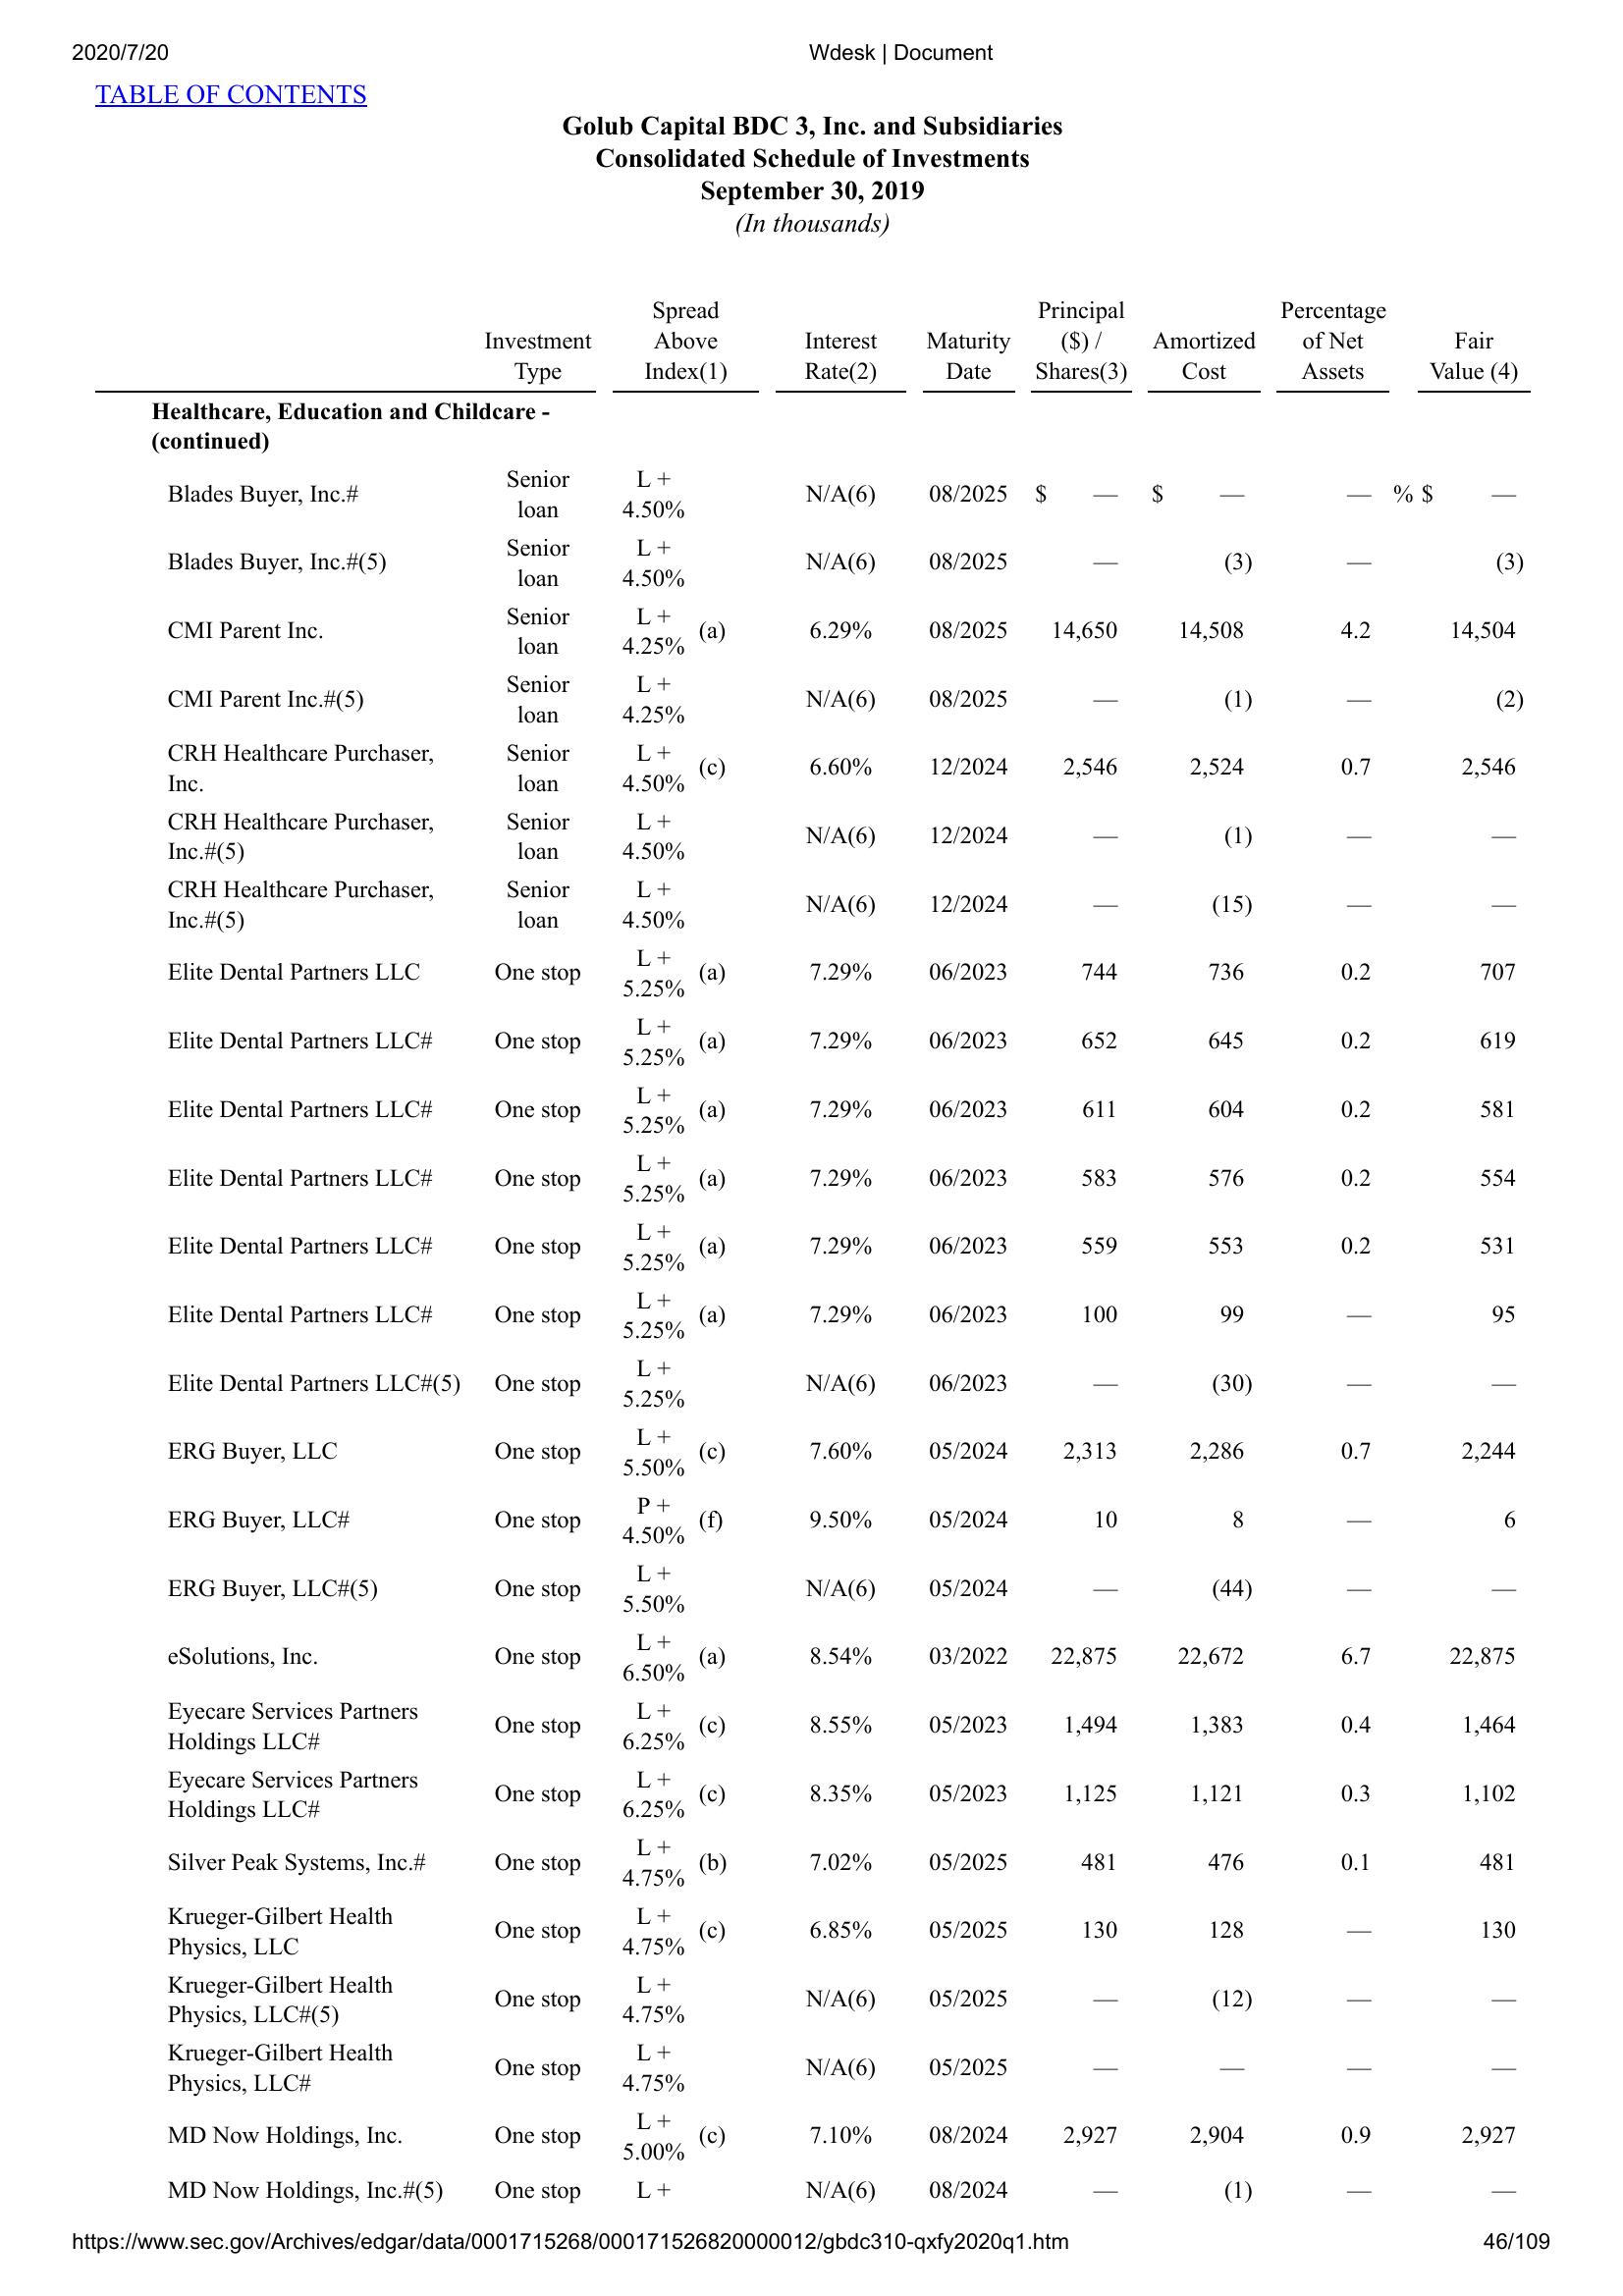 2020/7/20 Wdesk | Document
TABLE OF CONTENTS
Golub Capital BDC 3, Inc. and Subsidiaries
Consolidated Schedule of Investments
September 30, 2019
(In thousands)
Investment Type Spread Above Index(1) Interest Rate(2) Maturity Date Principal ($) / Shares(3) Amortized Cost Percentage of Net Assets Fair Value (4)
Healthcare, Education and Childcare -
(continued)
Blades Buyer, Inc.# Senior loan L + 4.50% N/A(6) 08/2025 $ — $ — — % $ —
Blades Buyer, Inc.#(5) Senior loan L + 4.50% N/A(6) 08/2025 — (3) — (3)
CMI Parent Inc. Senior loan L + 4.25% (a) 6.29% 08/2025 14,650 14,508 4.2 14,504
CMI Parent Inc.#(5) Senior loan L + 4.25% N/A(6) 08/2025 — (1) — (2)
CRH Healthcare Purchaser, Inc. Senior loan L + 4.50% (c) 6.60% 12/2024 2,546 2,524 0.7 2,546
CRH Healthcare Purchaser, Inc.#(5) Senior loan L + 4.50% N/A(6) 12/2024 — (1) — —
CRH Healthcare Purchaser, Inc.#(5) Senior loan L + 4.50% N/A(6) 12/2024 — (15) — —
Elite Dental Partners LLC One stop L + 5.25% (a) 7.29% 06/2023 744 736 0.2 707
Elite Dental Partners LLC# One stop L + 5.25% (a) 7.29% 06/2023 652 645 0.2 619
Elite Dental Partners LLC# One stop L + 5.25% (a) 7.29% 06/2023 611 604 0.2 581
Elite Dental Partners LLC# One stop L + 5.25% (a) 7.29% 06/2023 583 576 0.2 554
Elite Dental Partners LLC# One stop L + 5.25% (a) 7.29% 06/2023 559 553 0.2 531
Elite Dental Partners LLC# One stop L + 5.25% (a) 7.29% 06/2023 100 99 — 95
Elite Dental Partners LLC#(5) One stop L + 5.25% N/A(6) 06/2023 — (30) — —
ERG Buyer, LLC One stop L + 5.50% (c) 7.60% 05/2024 2,313 2,286 0.7 2,244
ERG Buyer, LLC# One stop P + 4.50% (f) 9.50% 05/2024 10 8 — 6
ERG Buyer, LLC#(5) One stop L + 5.50% N/A(6) 05/2024 — (44) — —
eSolutions, Inc. One stop L + 6.50% (a) 8.54% 03/2022 22,875 22,672 6.7 22,875
Eyecare Services Partners Holdings LLC# One stop L + 6.25% (c) 8.55% 05/2023 1,494 1,383 0.4 1,464
Eyecare Services Partners Holdings LLC# One stop L + 6.25% (c) 8.35% 05/2023 1,125 1,121 0.3 1,102
Silver Peak Systems, Inc.# One stop L + 4.75% (b) 7.02% 05/2025 481 476 0.1 481
Krueger-Gilbert Health Physics, LLC One stop L + 4.75% (c) 6.85% 05/2025 130 128 — 130
Krueger-Gilbert Health Physics, LLC#(5) One stop L + 4.75% N/A(6) 05/2025 — (12) — —
Krueger-Gilbert Health Physics, LLC# One stop L + 4.75% N/A(6) 05/2025 — — — —
MD Now Holdings, Inc. One stop L + 5.00% (c) 7.10% 08/2024 2,927 2,904 0.9 2,927
MD Now Holdings, Inc.#(5) One stop L + N/A(6) 08/2024 — (1) — —
https://www.sec.gov/Archives/edgar/data/0001715268/000171526820000012/gbdc310-qxfy2020q1.htm 46/109